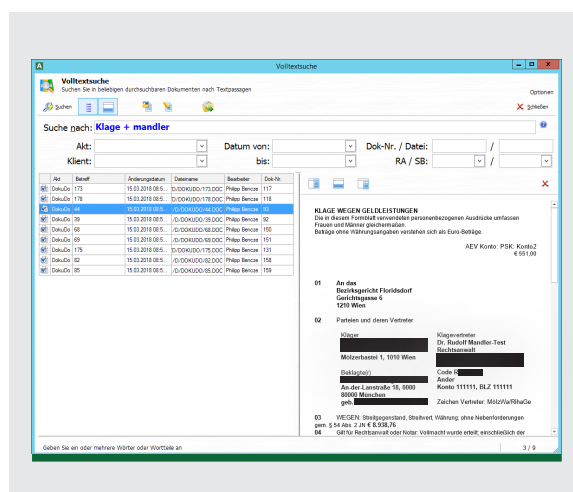 Volltextsuche
Volltextsuche
Suchen Sie in beliebigen durchsuchbaren Dokumenten nach Textpassagen
Optionen
Suchen
Schließen
Suche nach: Klage + mandler
Akt: Datum von: Dok-Nr. / Datei: /
Klient: bis: RA / SB: /
Akt Betreff Änderungsdatum Dateiname Bearbeiter Dok-Nr.
DokuDo 173 15.03.2018 08:5... D/DOKUDO/173.DOC Philipp Bencze 117
DokuDo 178 15.03.2018 08:5... D/DOKUDO/178.DOC Philipp Bencze 118
DokuDo 44 15.03.2018 08:5... /D/DOKUDO/44.DOC Philipp Bencze 93
DokuDo 39 15.03.2018 08:5... /D/DOKUDO/39.DOC Philipp Bencze 92
DokuDo 68 15.03.2018 08:5... /D/DOKUDO/68.DOC Philipp Bencze 150
DokuDo 69 15.03.2018 08:5... /D/DOKUDO/69.DOC Philipp Bencze 151
DokuDo 175 15.03.2018 08:5... /D/DOKUDO/175.DOC Philipp Bencze 131
DokuDo 82 15.03.2018 08:5... /D/DOKUDO/82.DOC Philipp Bencze 158
DokuDo 85 15.03.2018 08:5... /D/DOKUDO/85.DOC Philipp Bencze 159
KLAGE WEGEN GELDLEISTUNGEN
Die in diesem Formblatt verwendeten personenbezogenen Ausdrücke umfassen
Frauen und Männer gleichermaßen.
Beträge ohne Währungsangaben verstehen sich als Euro-Beträge.
AEV Konto: PSK: Konto2
€ 551,00
01 An das
Bezirksgericht Floridsdorf
Gerichtsgasse 6
1210 Wien
02 Parteien und deren Vertreter
Kläger Klagevertreter
Dr. Rudolf Mandler-Test
Rechtsanwalt
Mölzerbastei 1, 1010 Wien
Beklagte(r) Code R
Ander
An-der-Lanstraße 18, 0000 Konto 111111, BLZ 111111
80000 München
geb. Zeichen Vertreter: MölzWa/RihaGe
03 WEGEN: Streitgegenstand, Streitwert, Währung; ohne Nebenforderungen
gem. § 54 Abs. 2 JN € 8.938,76
04 Gilt für Rechtsanwalt oder Notar: Vollmacht wurde erteilt; einschließlich der
Geben Sie ein oder mehrere Wörter oder Wortteile an
3 / 9